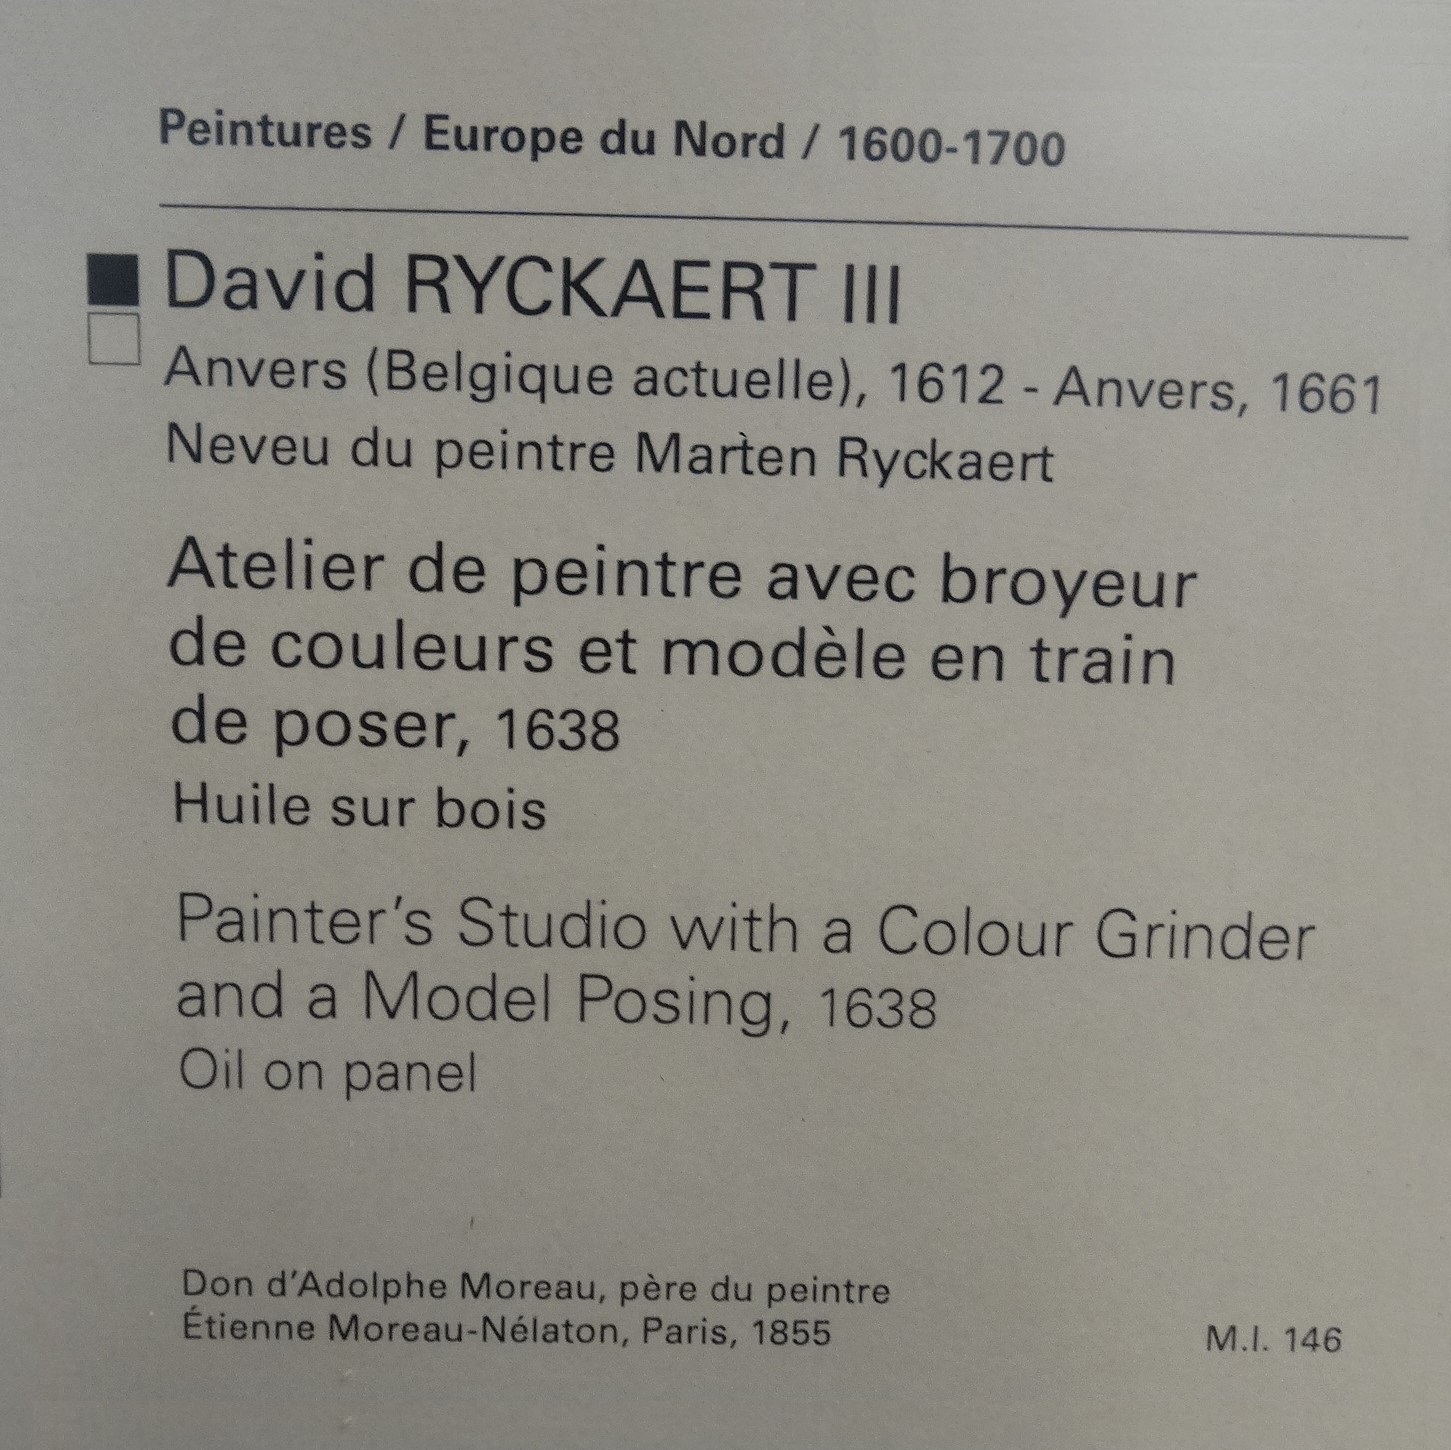 Peintures / Europe du Nord / 1600-1700
David RYCKAERT III
Anvers (Belgique actuelle), 1612 - Anvers, 1661
Neveu du peintre Marten Ryckaert
Atelier de peintre avec broyeur
de couleurs et modèle en train
de poser, 1638
Huile sur bois
Painter's Studio with a Colour Grinder
and a Model Posing, 1638
Oil on panel
Don d'Adolphe Moreau, père du peintre
Étienne Moreau-Nélaton, Paris, 1855
M.I. 146